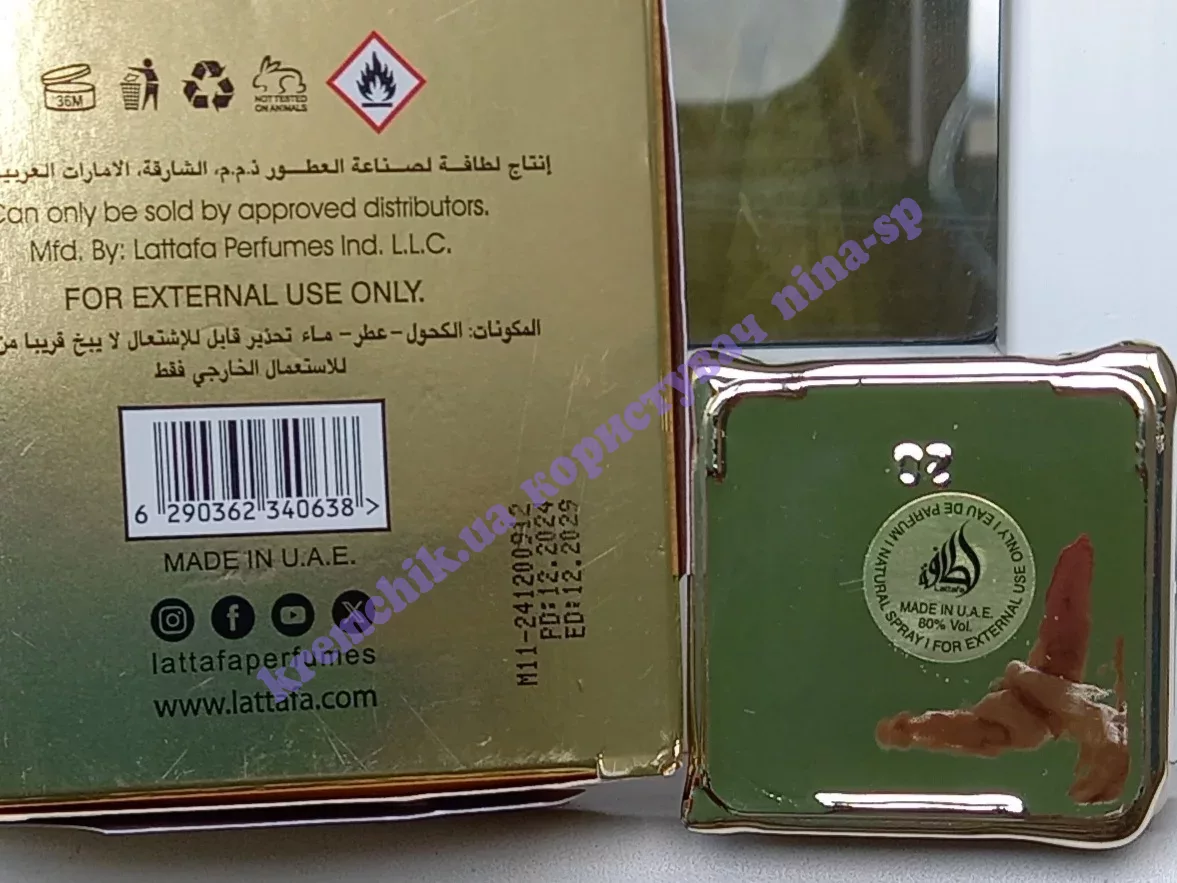 36M
NOT TESTED
ON ANIMALS
إنتاج لطافة لصناعة العطور ذ.م.م، الشارقة، الامارات
Can only be sold by approved distributors.
Mfd. By: Lattafa Perfumes Ind. L.L.C.
FOR EXTERNAL USE ONLY.
المكونات: الكحول - عطر - ماء تحذير قابل للإشتعال لا يبخ قريبا من
للاستعمال الخارجي فقط
6 290362 340638 >
MADE IN U.A.E.
lattafaperfumes
www.lattafa.com
M11-241200912
PD:12.2024
ED:12.2029
kremchik.ua користувач nina-sp
20
EAU DE PARFUM | NATURAL SPRAY | FOR EXTERNAL USE ONLY |
لطافة
Lattafa
MADE IN U.A.E.
80% Vol.